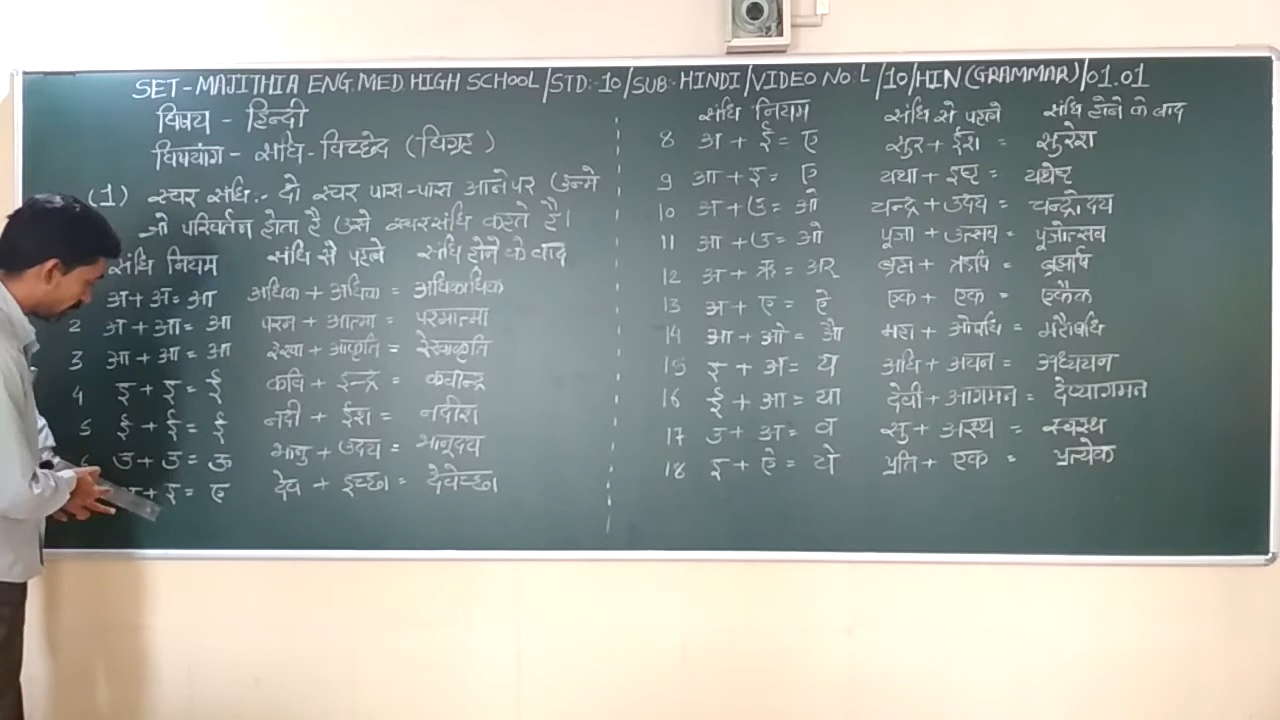 SET-MAJITHIA ENG.MED.HIGH SCHOOL/STD:-10/SUB:-HINDI/VIDEO NO:L/10/HIN(GRAMMAR)/01.01
विषय - हिन्दी
विषयांग - संधि-विच्छेद (विग्रह)
(1) स्वर संधि:- दो स्वर पास-पास आने पर उनमे
जो परिवर्तन होता है उसे स्वरसंधि कहते है।
संधि नियम संधि से पहले संधि होने के बाद
अ + अ = आ अधिक + अधिक = अधिकाधिक
2 अ + आ = आ परम + आत्मा = परमात्मा
3 आ + आ = आ रेखा + आकृति = रेखाकृति
4 इ + इ = ई कवि + इन्द्र = कवीन्द्र
5 ई + ई = ई नदी + ईश = नदीश
6 उ + उ = ऊ भानु + उदय = भानूदय
+ इ = ए देव + इच्छा = देवेच्छा
संधि नियम संधि से पहले संधि होने के बाद
8 अ + ई = ए सुर + ईश = सुरेश
9 आ + इ = ए यथा + इष्ट = यथेष्ट
10 अ + उ = ओ चन्द्र + उदय = चन्द्रोदय
11 आ + उ = ओ पूजा + उत्सव = पूजोत्सव
12 अ + ऋ = अर् ब्रह्म + ऋषि = ब्रह्मर्षि
13 अ + ए = ऐ एक + एक = एकैक
14 आ + ओ = औ महा + ओषधि = महौषधि
15 इ + अ = य अधि + अयन = अध्ययन
16 ई + आ = या देवी + आगमन = देव्यागमन
17 उ + अ = व सु + अस्थ = स्वस्थ
18 इ + ऐ = ये प्रति + एक = प्रत्येक